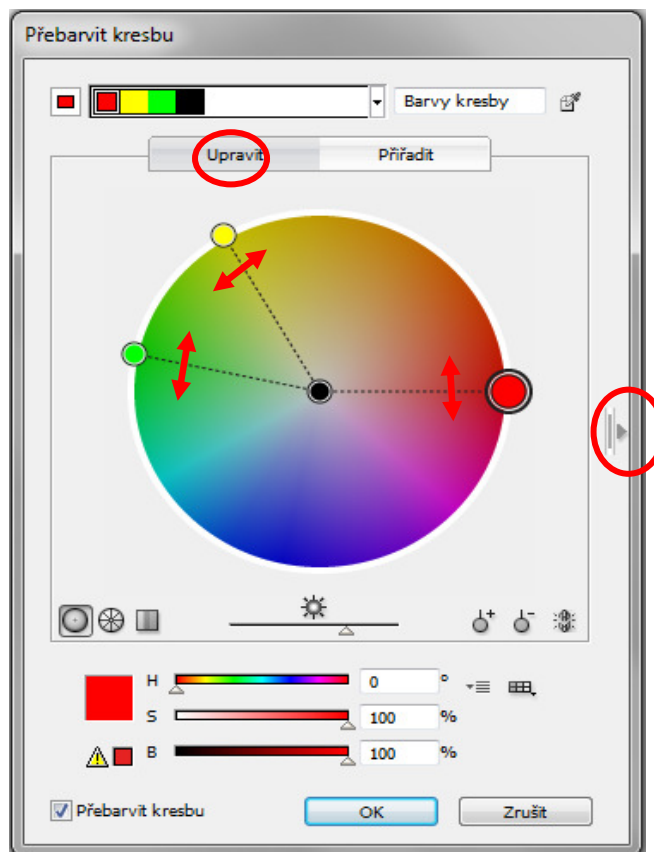 Přebarvit kresbu
Barvy kresby
Upravit Přiřadit
H 0 °
S 100 %
B 100 %
Přebarvit kresbu OK Zrušit